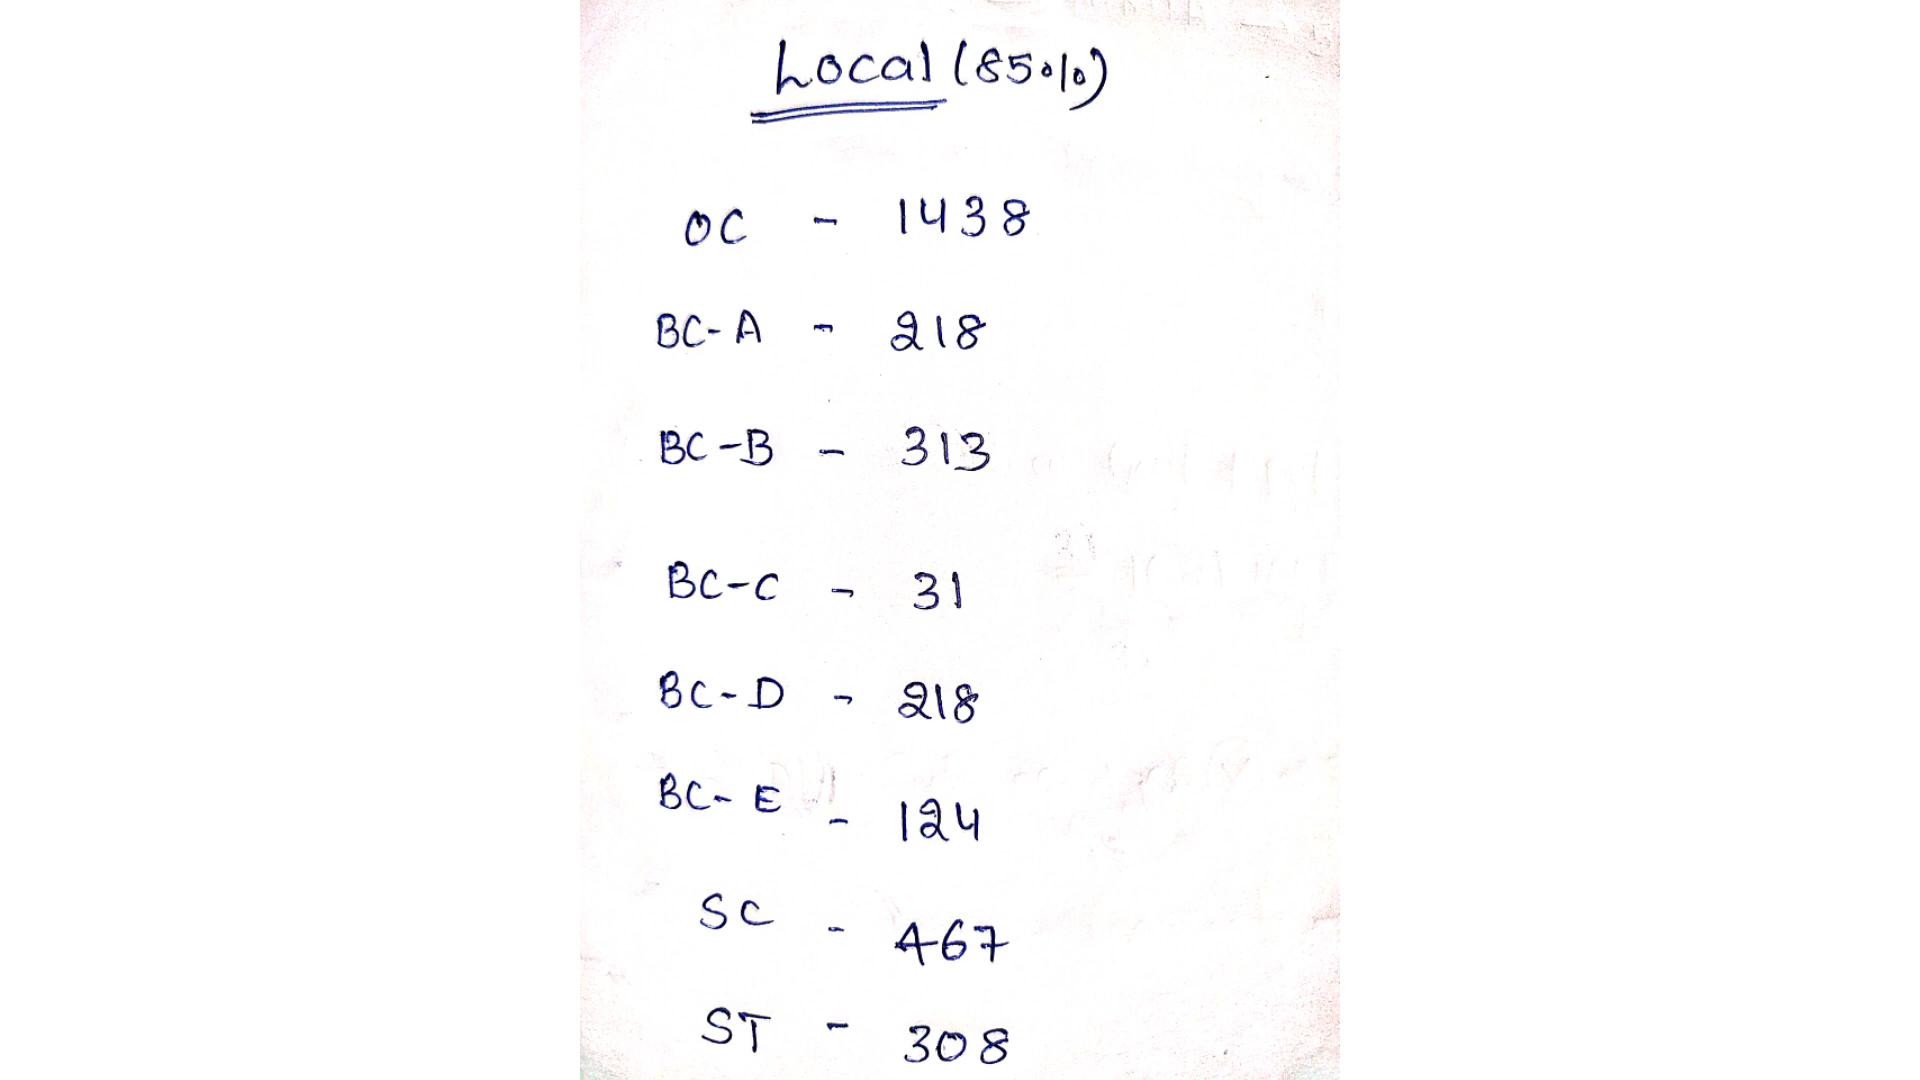 Local (85%)
OC - 1438
BC-A - 218
BC-B - 313
BC-C - 31
BC-D - 218
BC-E - 124
SC - 467
ST - 308